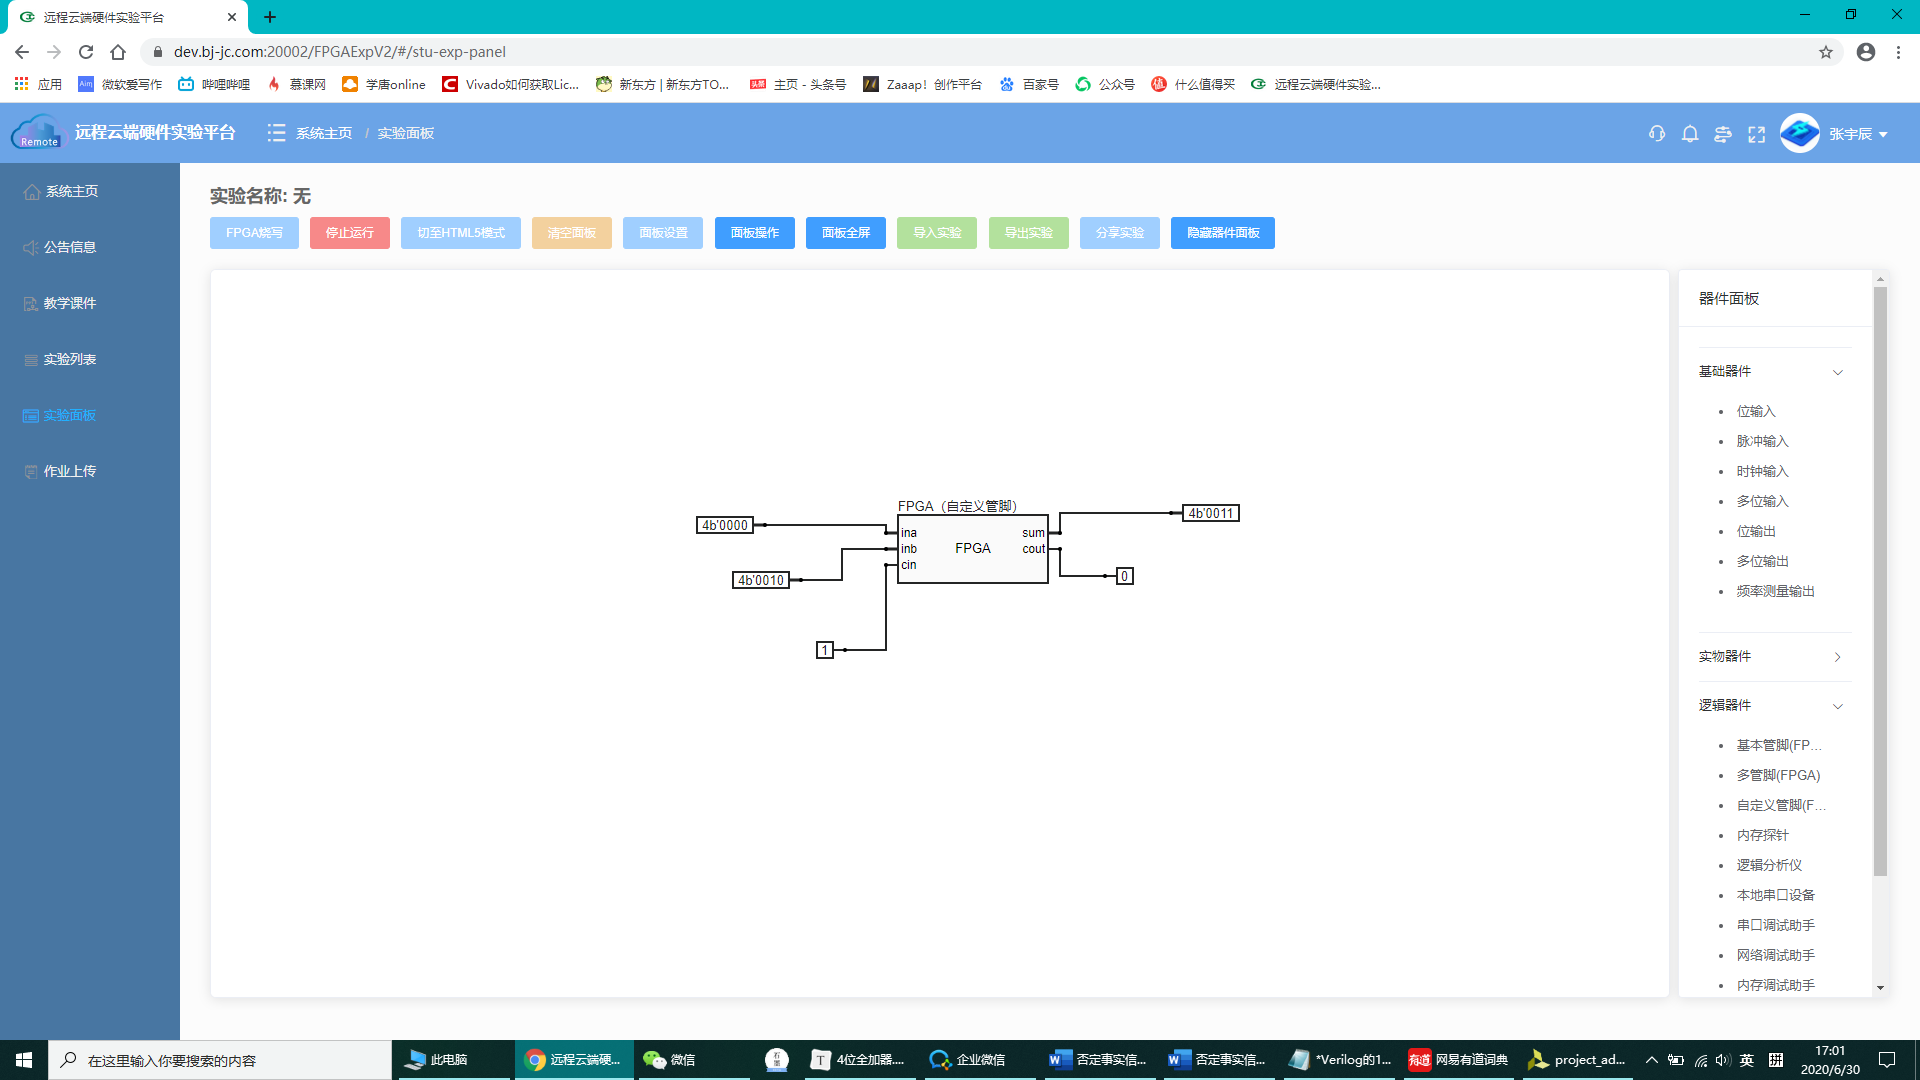 远程云端硬件实验平台
dev.bj-jc.com:20002/FPGAExpV2/#/stu-exp-panel
应用
微软爱写作
哔哩哔哩
慕课网
学唐online
Vivado如何获取Lic...
新东方 | 新东方TO...
主页 - 头条号
Zaaap！创作平台
百家号
公众号
什么值得买
远程云端硬件实验...
Remote
远程云端硬件实验平台
系统主页 / 实验面板
张宇辰
系统主页
公告信息
教学课件
实验列表
实验面板
作业上传
实验名称: 无
FPGA烧写
停止运行
切至HTML5模式
清空面板
面板设置
面板操作
面板全屏
导入实验
导出实验
分享实验
隐藏器件面板
FPGA（自定义管脚）
4b'0000
4b'0010
1
ina
inb
cin
FPGA
sum
cout
4b'0011
0
器件面板
基础器件
位输入
脉冲输入
时钟输入
多位输入
位输出
多位输出
频率测量输出
实物器件
逻辑器件
基本管脚(FP...
多管脚(FPGA)
自定义管脚(F...
内存探针
逻辑分析仪
本地串口设备
串口调试助手
网络调试助手
内存调试助手
在这里输入你要搜索的内容
此电脑
远程云端硬...
微信
4位全加器....
企业微信
否定事实信...
否定事实信...
*Verilog的1...
网易有道词典
project_ad...
英
17:01
2020/6/30